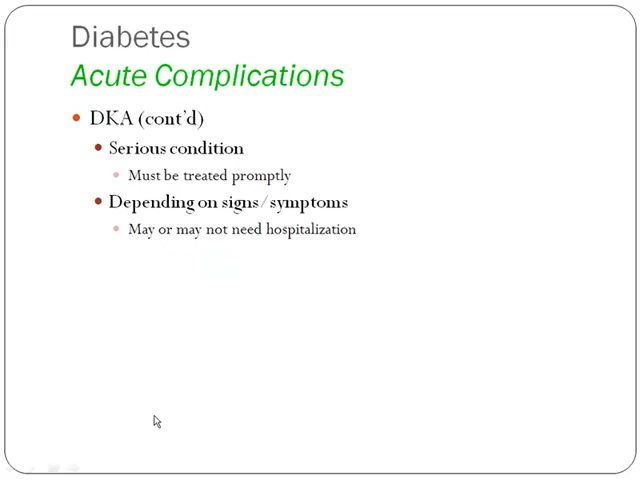 Diabetes
Acute Complications
DKA (cont’d)
Serious condition
Must be treated promptly
Depending on signs/symptoms
May or may not need hospitalization